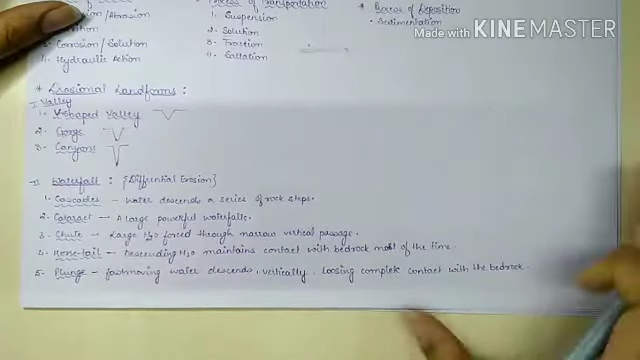 Process of Transportation
Process of Deposition
Made with KINEMASTER
/Abrasion
1. Suspension
• Sedimentation
2. Solution
3. Corrosion/Solution
3. Traction
4. Hydraulic Action
4. Saltation
* Erosional Landforms :
I Valley
1. V-shaped Valley
2. Gorge
3. Canyons
II Waterfall : {Differential Erosion}
1. Cascades - Water descends a series of rock steps.
2. Cataract - A large powerful waterfalls.
3. Chute - Large H2O forced through narrow vertical passage.
4. Horse-tail - Descending H2O maintains contact with bedrock most of the time.
5. Plunge - fastmoving water descends, vertically, loosing complete contact with the bedrock.